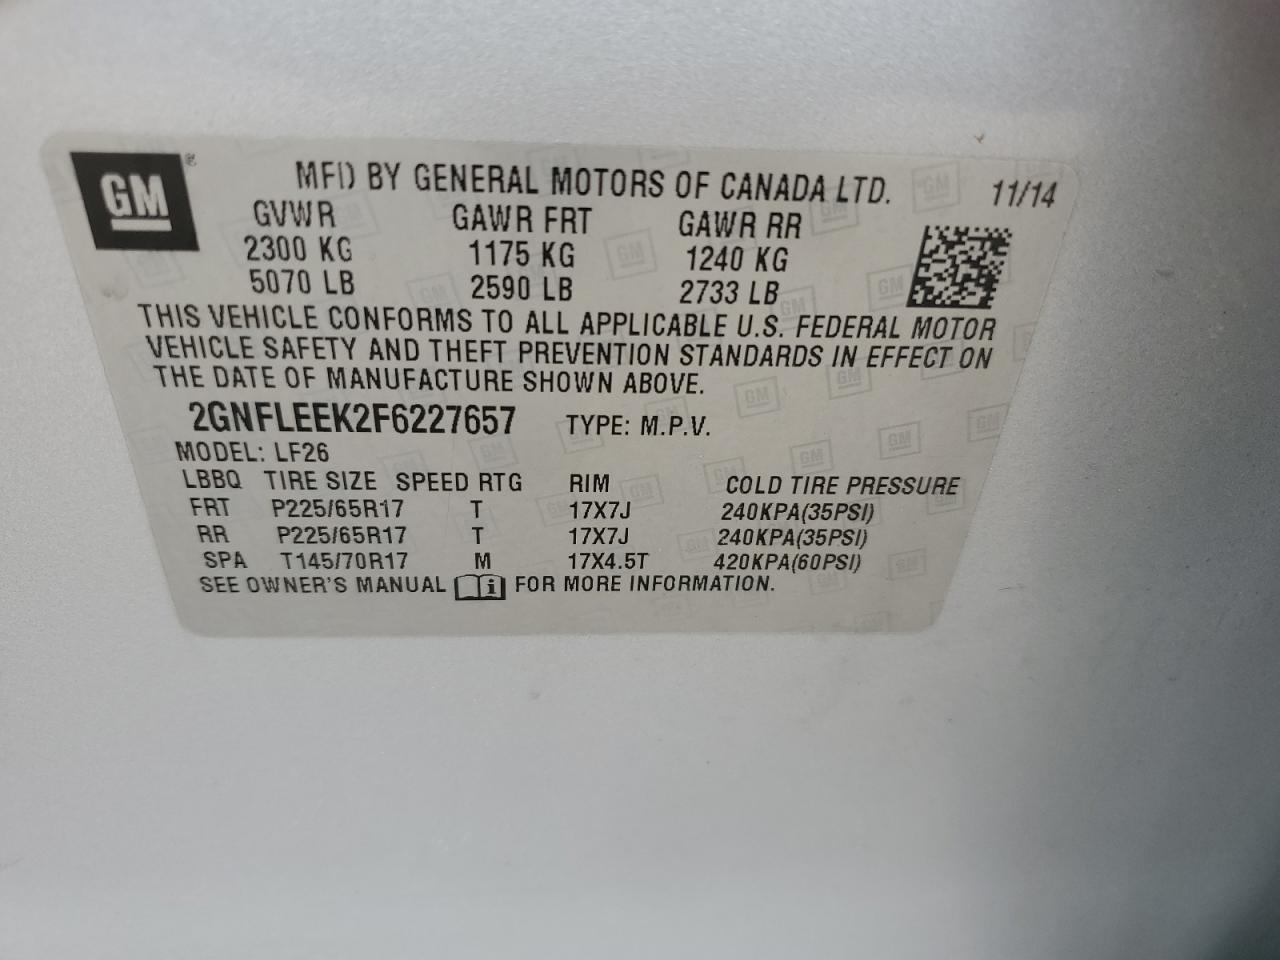 GM ®
MFD BY GENERAL MOTORS OF CANADA LTD. 11/14
GVWR GAWR FRT GAWR RR
2300 KG 1175 KG 1240 KG
5070 LB 2590 LB 2733 LB
THIS VEHICLE CONFORMS TO ALL APPLICABLE U.S. FEDERAL MOTOR
VEHICLE SAFETY AND THEFT PREVENTION STANDARDS IN EFFECT ON
THE DATE OF MANUFACTURE SHOWN ABOVE.
2GNFLEEK2F6227657 TYPE: M.P.V.
MODEL: LF26
LBBQ TIRE SIZE SPEED RTG RIM COLD TIRE PRESSURE
FRT P225/65R17 T 17X7J 240KPA(35PSI)
RR P225/65R17 T 17X7J 240KPA(35PSI)
SPA T145/70R17 M 17X4.5T 420KPA(60PSI)
SEE OWNER'S MANUAL i FOR MORE INFORMATION.